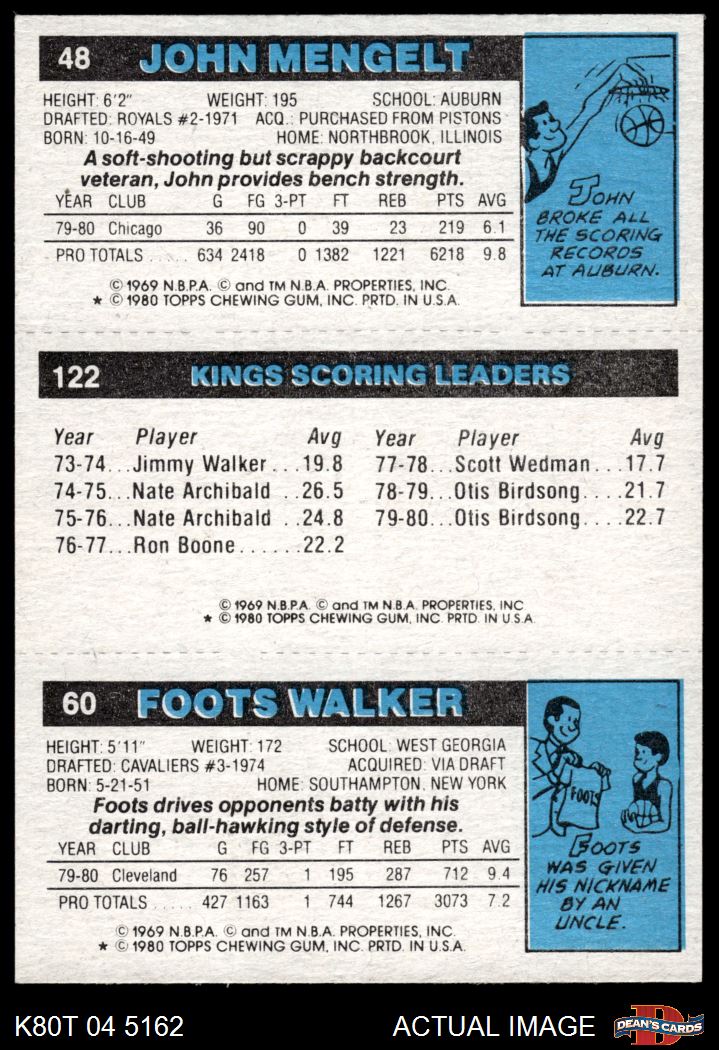 48 JOHN MENGELT
HEIGHT: 6'2" WEIGHT: 195 SCHOOL: AUBURN
DRAFTED: ROYALS #2-1971 ACQ.: PURCHASED FROM PISTONS
BORN: 10-16-49 HOME: NORTHBROOK, ILLINOIS
A soft-shooting but scrappy backcourt
veteran, John provides bench strength.
YEAR CLUB G FG 3-PT FT REB PTS AVG
79-80 Chicago 36 90 0 39 23 219 6.1
PRO TOTALS ..... 634 2418 0 1382 1221 6218 9.8
© 1969 N.B.P.A. © and TM N.B.A. PROPERTIES, INC.
* © 1980 TOPPS CHEWING GUM, INC. PRTD. IN U.S.A.
JOHN
BROKE ALL
THE SCORING
RECORDS
AT AUBURN.
122 KINGS SCORING LEADERS
Year Player Avg Year Player Avg
73-74...Jimmy Walker...19.8 77-78...Scott Wedman...17.7
74-75...Nate Archibald ..26.5 78-79...Otis Birdsong....21.7
75-76...Nate Archibald ..24.8 79-80...Otis Birdsong....22.7
76-77...Ron Boone......22.2
© 1969 N.B.P.A. © and TM N.B.A. PROPERTIES, INC
* © 1980 TOPPS CHEWING GUM, INC. PRTD. IN U.S.A.
60 FOOTS WALKER
HEIGHT: 5'11" WEIGHT: 172 SCHOOL: WEST GEORGIA
DRAFTED: CAVALIERS #3-1974 ACQUIRED: VIA DRAFT
BORN: 5-21-51 HOME: SOUTHAMPTON, NEW YORK
Foots drives opponents batty with his
darting, ball-hawking style of defense.
YEAR CLUB G FG 3-PT FT REB PTS AVG
79-80 Cleveland 76 257 1 195 287 712 9.4
PRO TOTALS ..... 427 1163 1 744 1267 3073 7.2
© 1969 N.B.P.A. © and TM N.B.A. PROPERTIES, INC.
* © 1980 TOPPS CHEWING GUM, INC. PRTD. IN U.S.A.
FOOTS
FOOTS
WAS GIVEN
HIS NICKNAME
BY AN
UNCLE.
K80T 04 5162 ACTUAL IMAGE D DEAN'S CARDS